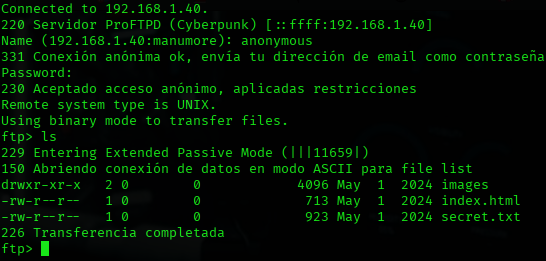 Connected to 192.168.1.40.
220 Servidor ProFTPD (Cyberpunk) [::ffff:192.168.1.40]
Name (192.168.1.40:manumore): anonymous
331 Conexión anónima ok, envía tu dirección de email como contraseña
Password:
230 Aceptado acceso anónimo, aplicadas restricciones
Remote system type is UNIX.
Using binary mode to transfer files.
ftp> ls
229 Entering Extended Passive Mode (|||11659|)
150 Abriendo conexión de datos en modo ASCII para file list
drwxr-xr-x   2 0        0            4096 May  1  2024 images
-rw-r--r--   1 0        0             713 May  1  2024 index.html
-rw-r--r--   1 0        0             923 May  1  2024 secret.txt
226 Transferencia completada
ftp>